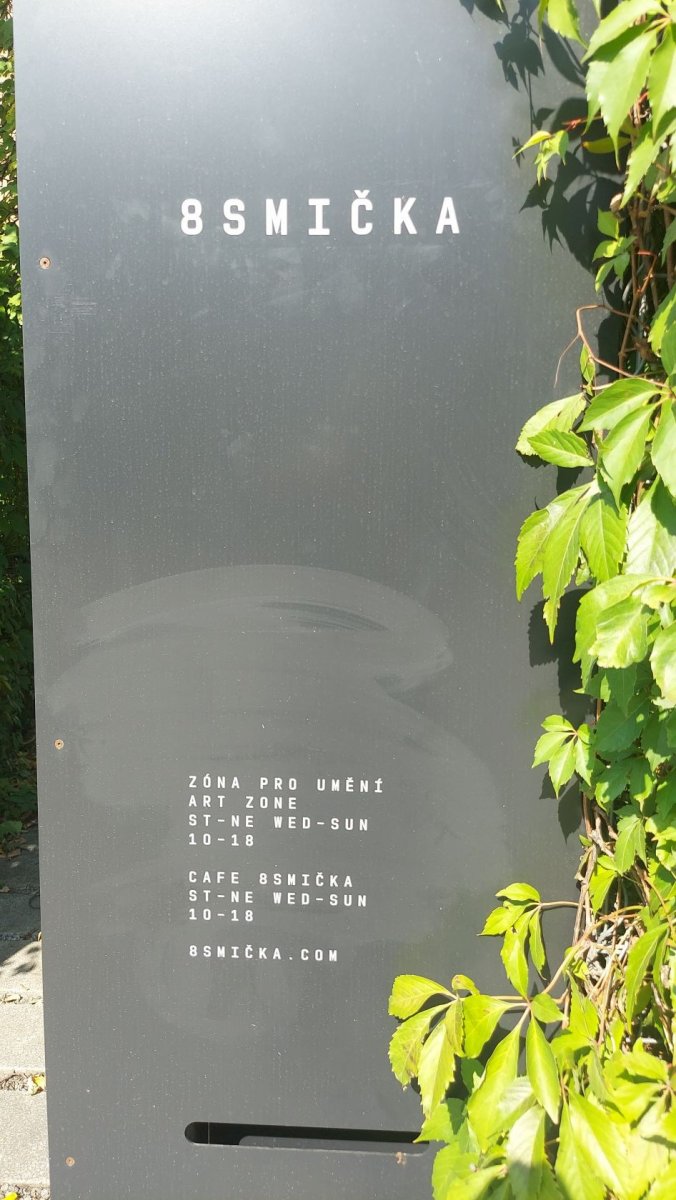 8SMIČKA
ZÓNA PRO UMĚNÍ
ART ZONE
ST-NE WED-SUN
10-18
CAFE 8SMIČKA
ST-NE WED-SUN
10-18
8SMIČKA.COM